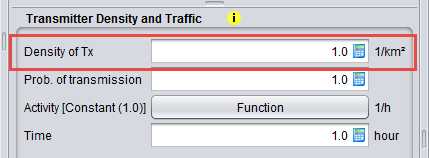 Transmitter Density and Traffic
Density of Tx 1.0 1/km²
Prob. of transmission 1.0
Activity [Constant (1.0)] Function 1/h
Time 1.0 hour